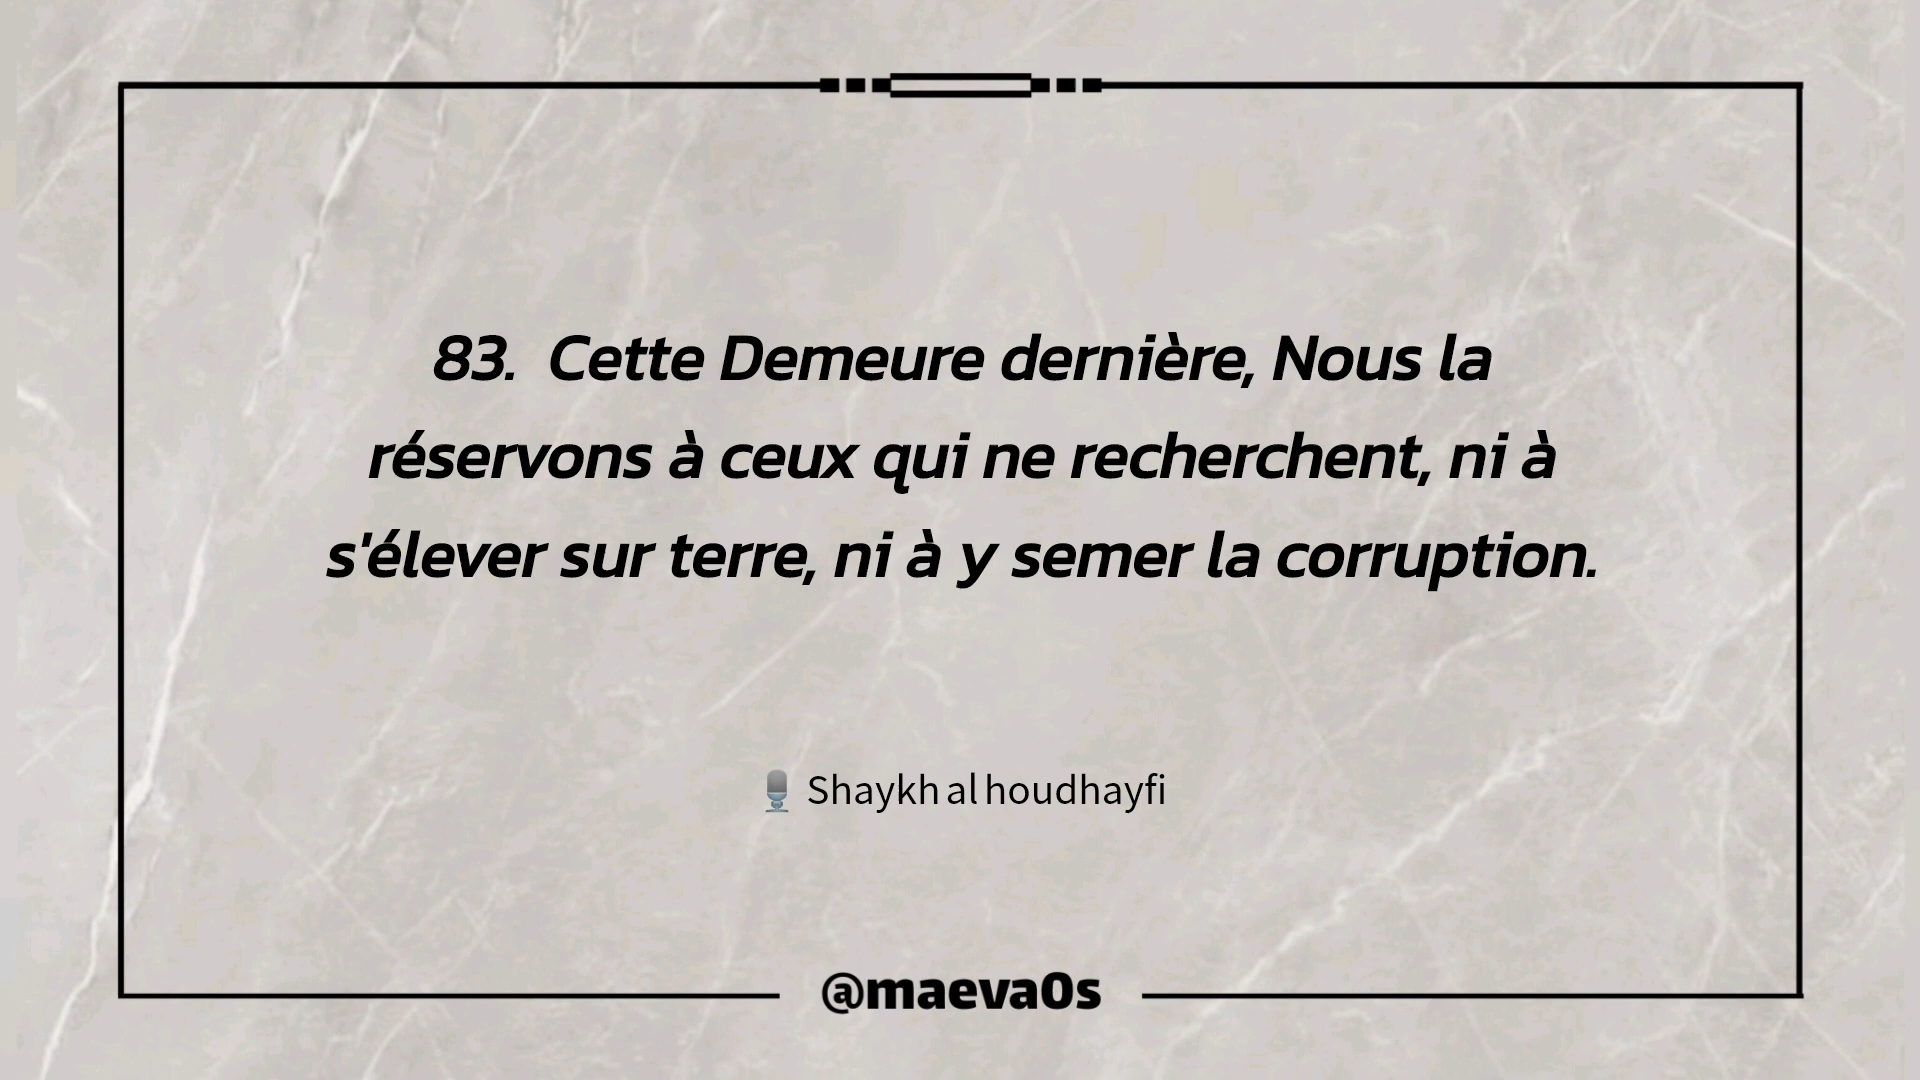 83. Cette Demeure dernière, Nous la
réservons à ceux qui ne recherchent, ni à
s'élever sur terre, ni à y semer la corruption.
🎙️ Shaykh al houdhayfi
@maeva0s